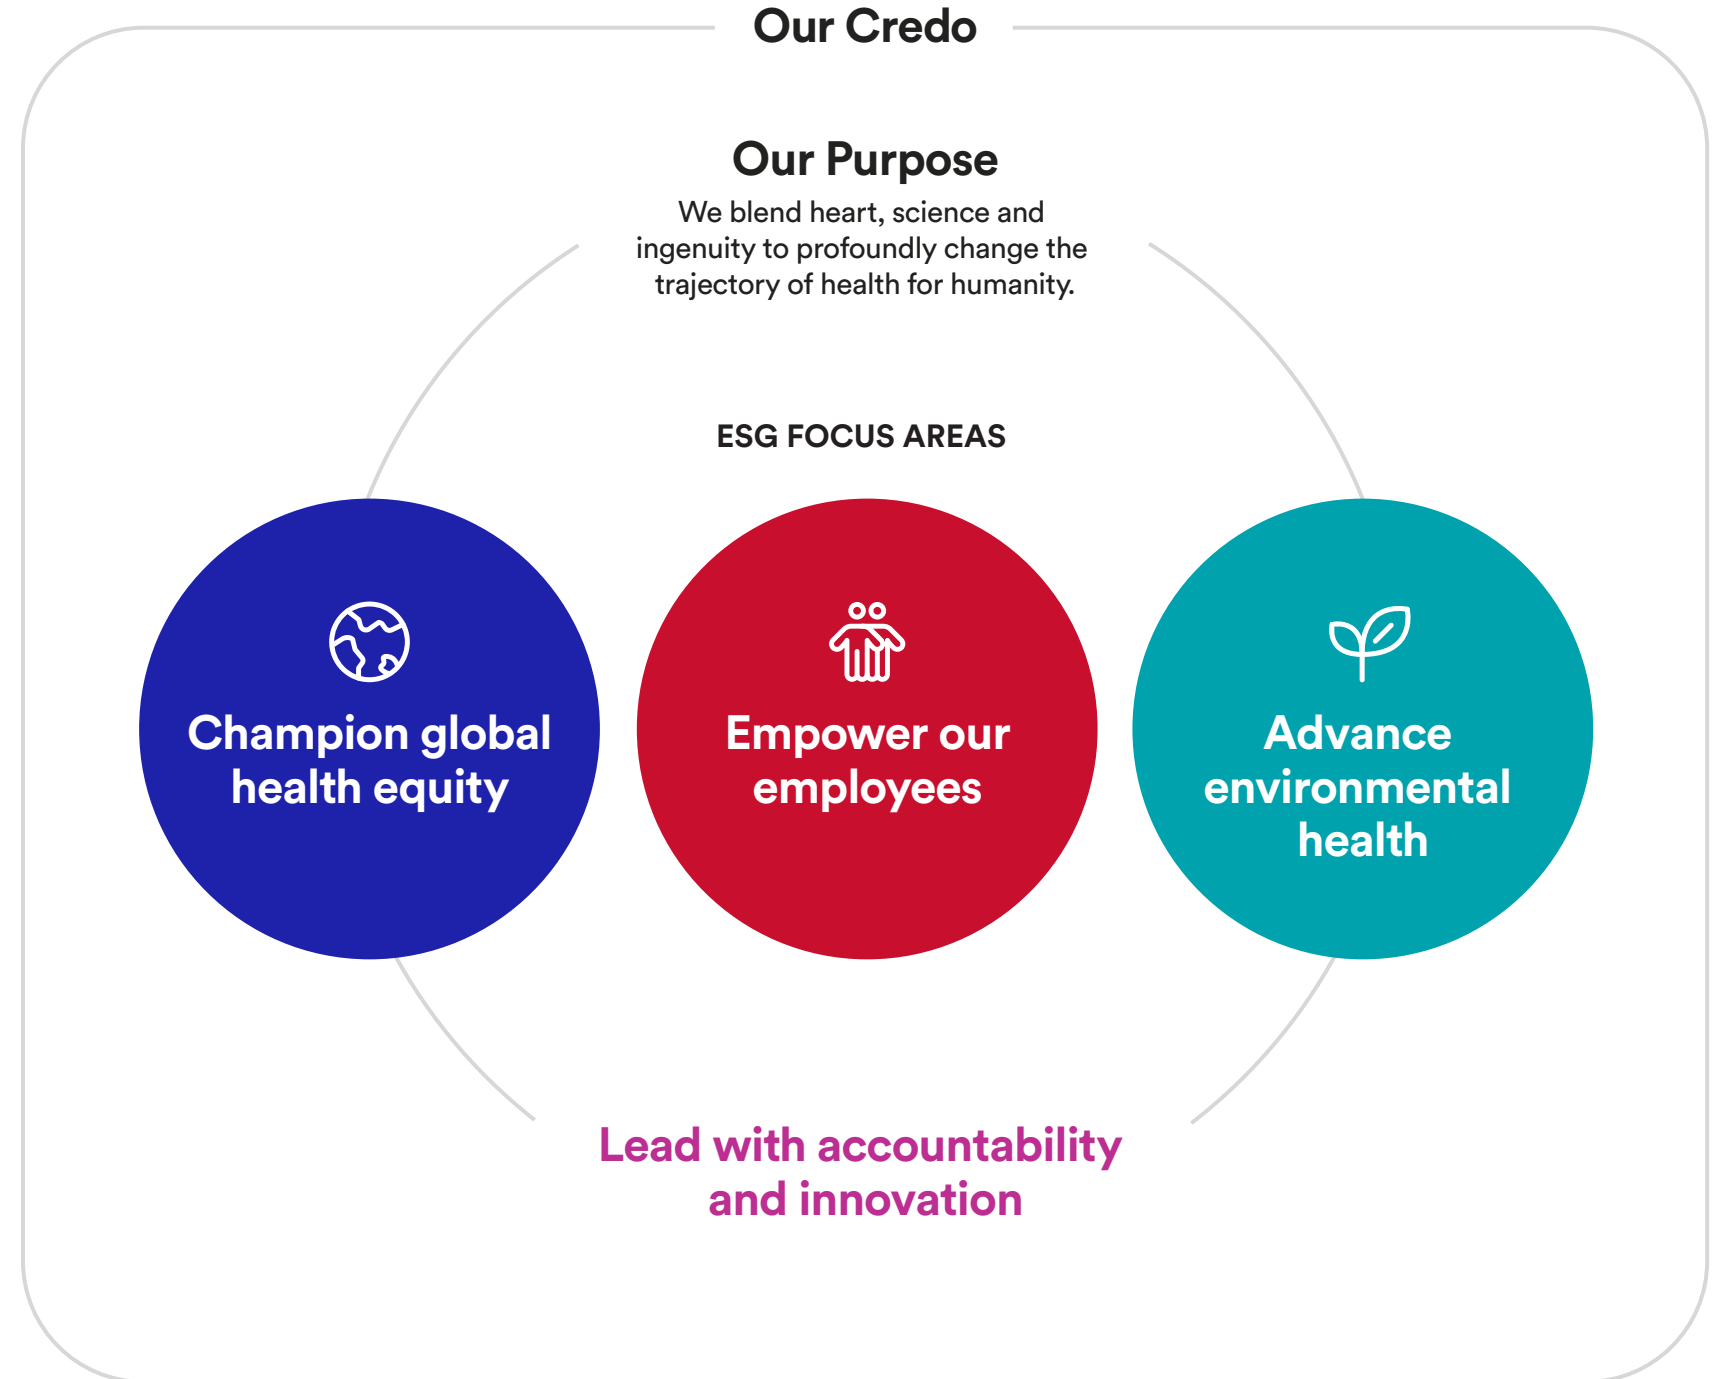 Our Credo
Our Purpose
We blend heart, science and
ingenuity to profoundly change the
trajectory of health for humanity.
ESG FOCUS AREAS
Champion global
health equity
Empower our
employees
Advance
environmental
health
Lead with accountability
and innovation